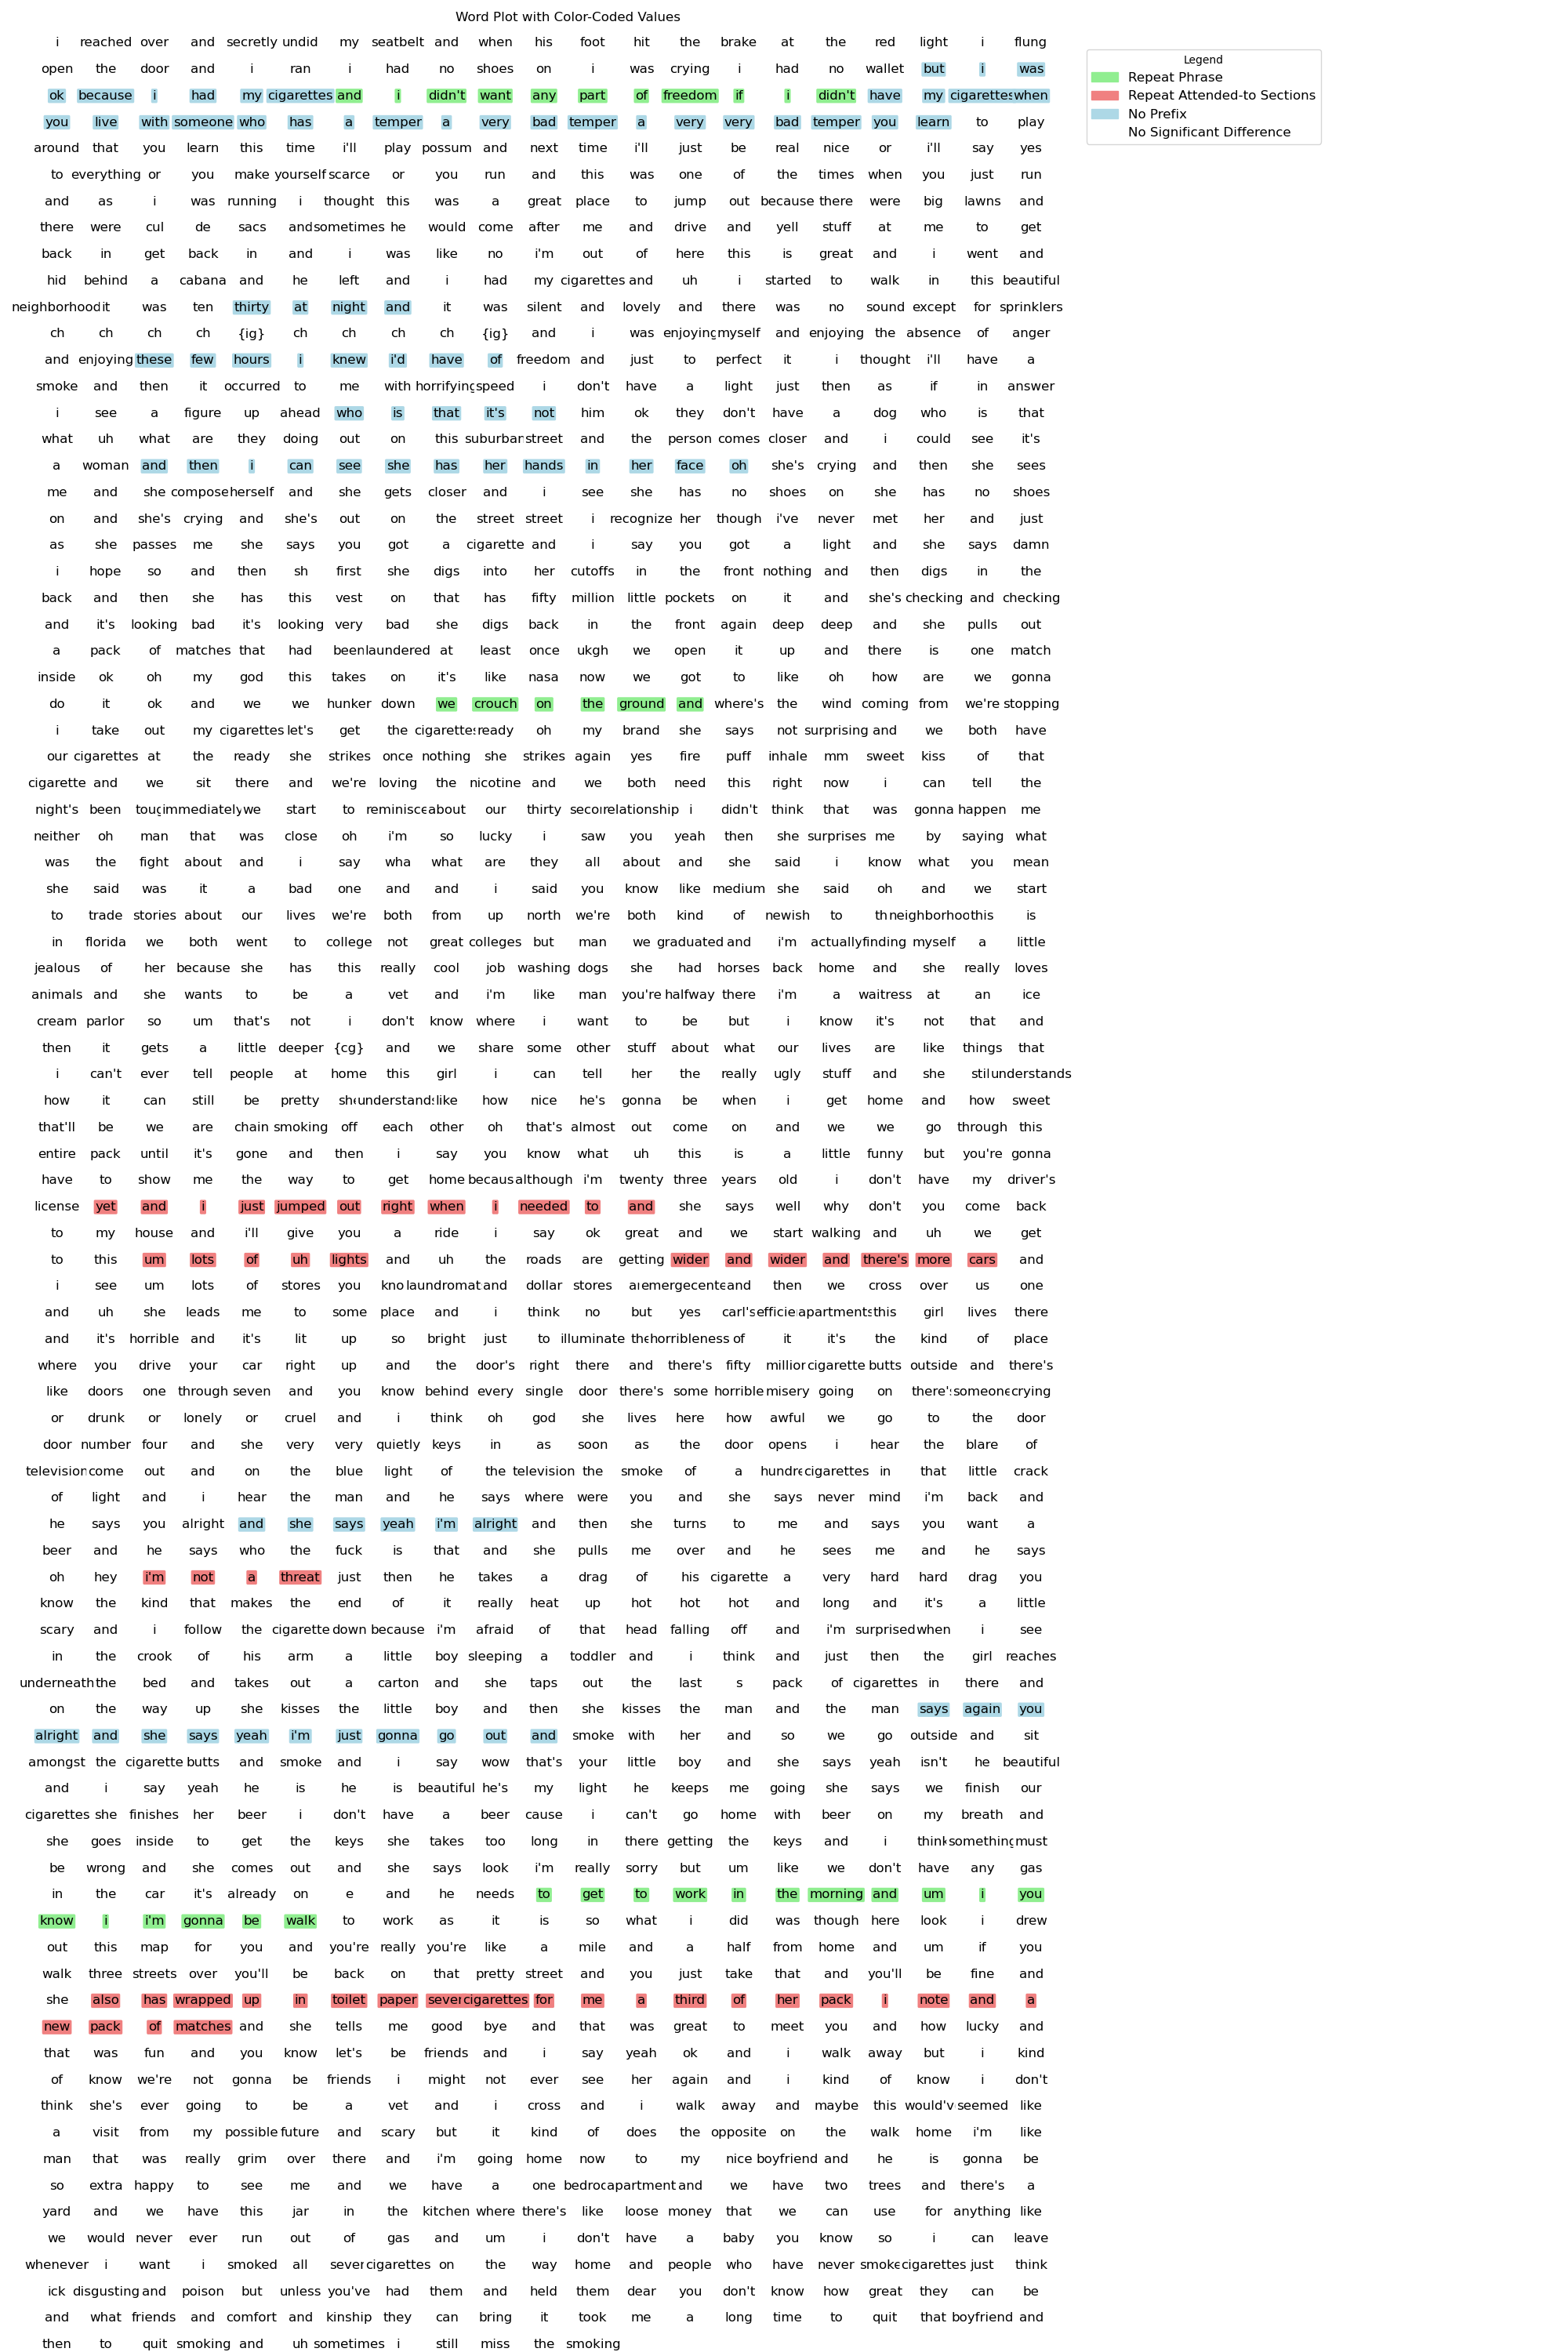 Word Plot with Color-Coded Values
i reached over and secretly undid my seatbelt and when his foot hit the brake at the red light i flung
open the door and i ran i had no shoes on i was crying i had no wallet but i was
ok because i had my cigarettes and i didn't want any part of freedom if i didn't have my cigarettes when
you live with someone who has a temper a very bad temper a very very bad temper you learn to play
around that you learn this time i'll play possum and next time i'll just be real nice or i'll say yes
to everything or you make yourself scarce or you run and this was one of the times when you just run
and as i was running i thought this was a great place to jump out because there were big lawns and
there were cul de sacs and sometimes he would come after me and drive and yell stuff at me to get
back in get back in and i was like no i'm out of here this is great and i went and
hid behind a cabana and he left and i had my cigarettes and uh i started to walk in this beautiful
neighborhood it was ten thirty at night and it was silent and lovely and there was no sound except for sprinklers
ch ch ch ch {ig} ch ch ch ch {ig} and i was enjoying myself and enjoying the absence of anger
and enjoying these few hours i knew i'd have of freedom and just to perfect it i thought i'll have a
smoke and then it occurred to me with horrifying speed i don't have a light just then as if in answer
i see a figure up ahead who is that it's not him ok they don't have a dog who is that
what uh what are they doing out on this suburban street and the person comes closer and i could see it's
a woman and then i can see she has her hands in her face oh she's crying and then she sees
me and she compose herself and she gets closer and i see she has no shoes on she has no shoes
on and she's crying and she's out on the street street i recognize her though i've never met her and just
as she passes me she says you got a cigarette and i say you got a light and she says damn
i hope so and then sh first she digs into her cutoffs in the front nothing and then digs in the
back and then she has this vest on that has fifty million little pockets on it and she's checking and checking
and it's looking bad it's looking very bad she digs back in the front again deep deep and she pulls out
a pack of matches that had been laundered at least once ukgh we open it up and there is one match
inside ok oh my god this takes on it's like nasa now we got to like oh how are we gonna
do it ok and we we hunker down we crouch on the ground and where's the wind coming from we're stopping
i take out my cigarettes let's get the cigarettes ready oh my brand she says not surprising and we both have
our cigarettes at the ready she strikes once nothing she strikes again yes fire puff inhale mm sweet kiss of that
cigarette and we sit there and we're loving the nicotine and we both need this right now i can tell the
night's been toug immediately we start to reminisce about our thirty secon relationship i didn't think that was gonna happen me
neither oh man that was close oh i'm so lucky i saw you yeah then she surprises me by saying what
was the fight about and i say wha what are they all about and she said i know what you mean
she said was it a bad one and and i said you know like medium she said oh and we start
to trade stories about our lives we're both from up north we're both kind of newish to th neighborhoo this is
in florida we both went to college not great colleges but man we graduated and i'm actually finding myself a little
jealous of her because she has this really cool job washing dogs she had horses back home and she really loves
animals and she wants to be a vet and i'm like man you're halfway there i'm a waitress at an ice
cream parlor so um that's not i don't know where i want to be but i know it's not that and
then it gets a little deeper {cg} and we share some other stuff about what our lives are like things that
i can't ever tell people at home this girl i can tell her the really ugly stuff and she stil understands
how it can still be pretty she understands like how nice he's gonna be when i get home and how sweet
that'll be we are chain smoking off each other oh that's almost out come on and we we go through this
entire pack until it's gone and then i say you know what uh this is a little funny but you're gonna
have to show me the way to get home becaus although i'm twenty three years old i don't have my driver's
license yet and i just jumped out right when i needed to and she says well why don't you come back
to my house and i'll give you a ride i say ok great and we start walking and uh we get
to this um lots of uh lights and uh the roads are getting wider and wider and there's more cars and
i see um lots of stores you kno laundromat and dollar stores a emergecente and then we cross over us one
and uh she leads me to some place and i think no but yes carl's efficie apartments this girl lives there
and it's horrible and it's lit up so bright just to illuminate the horribleness of it it's the kind of place
where you drive your car right up and the door's right there and there's fifty million cigarette butts outside and there's
like doors one through seven and you know behind every single door there's some horrible misery going on there's someone crying
or drunk or lonely or cruel and i think oh god she lives here how awful we go to the door
door number four and she very very quietly keys in as soon as the door opens i hear the blare of
television come out and on the blue light of the television the smoke of a hundre cigarettes in that little crack
of light and i hear the man and he says where were you and she says never mind i'm back and
he says you alright and she says yeah i'm alright and then she turns to me and says you want a
beer and he says who the fuck is that and she pulls me over and he sees me and he says
oh hey i'm not a threat just then he takes a drag of his cigarette a very hard hard drag you
know the kind that makes the end of it really heat up hot hot hot and long and it's a little
scary and i follow the cigarette down because i'm afraid of that head falling off and i'm surprised when i see
in the crook of his arm a little boy sleeping a toddler and i think and just then the girl reaches
underneath the bed and takes out a carton and she taps out the last s pack of cigarettes in there and
on the way up she kisses the little boy and then she kisses the man and the man says again you
alright and she says yeah i'm just gonna go out and smoke with her and so we go outside and sit
amongst the cigarette butts and smoke and i say wow that's your little boy and she says yeah isn't he beautiful
and i say yeah he is he is beautiful he's my light he keeps me going she says we finish our
cigarettes she finishes her beer i don't have a beer cause i can't go home with beer on my breath and
she goes inside to get the keys she takes too long in there getting the keys and i think something must
be wrong and she comes out and she says look i'm really sorry but um like we don't have any gas
in the car it's already on e and he needs to get to work in the morning and um i you
know i i'm gonna be walk to work as it is so what i did was though here look i drew
out this map for you and you're really you're like a mile and a half from home and um if you
walk three streets over you'll be back on that pretty street and you just take that and you'll be fine and
she also has wrapped up in toilet paper seven cigarettes for me a third of her pack i note and a
new pack of matches and she tells me good bye and that was great to meet you and how lucky and
that was fun and you know let's be friends and i say yeah ok and i walk away but i kind
of know we're not gonna be friends i might not ever see her again and i kind of know i don't
think she's ever going to be a vet and i cross and i walk away and maybe this would'v seemed like
a visit from my possible future and scary but it kind of does the opposite on the walk home i'm like
man that was really grim over there and i'm going home now to my nice boyfriend and he is gonna be
so extra happy to see me and we have a one bedroo apartment and we have two trees and there's a
yard and we have this jar in the kitchen where there's like loose money that we can use for anything like
we would never ever run out of gas and um i don't have a baby you know so i can leave
whenever i want i smoked all seven cigarettes on the way home and people who have never smoke cigarettes just think
ick disgusting and poison but unless you've had them and held them dear you don't know how great they can be
and what friends and comfort and kinship they can bring it took me a long time to quit that boyfriend and
then to quit smoking and uh sometimes i still miss the smoking
Legend
Repeat Phrase
Repeat Attended-to Sections
No Prefix
No Significant Difference